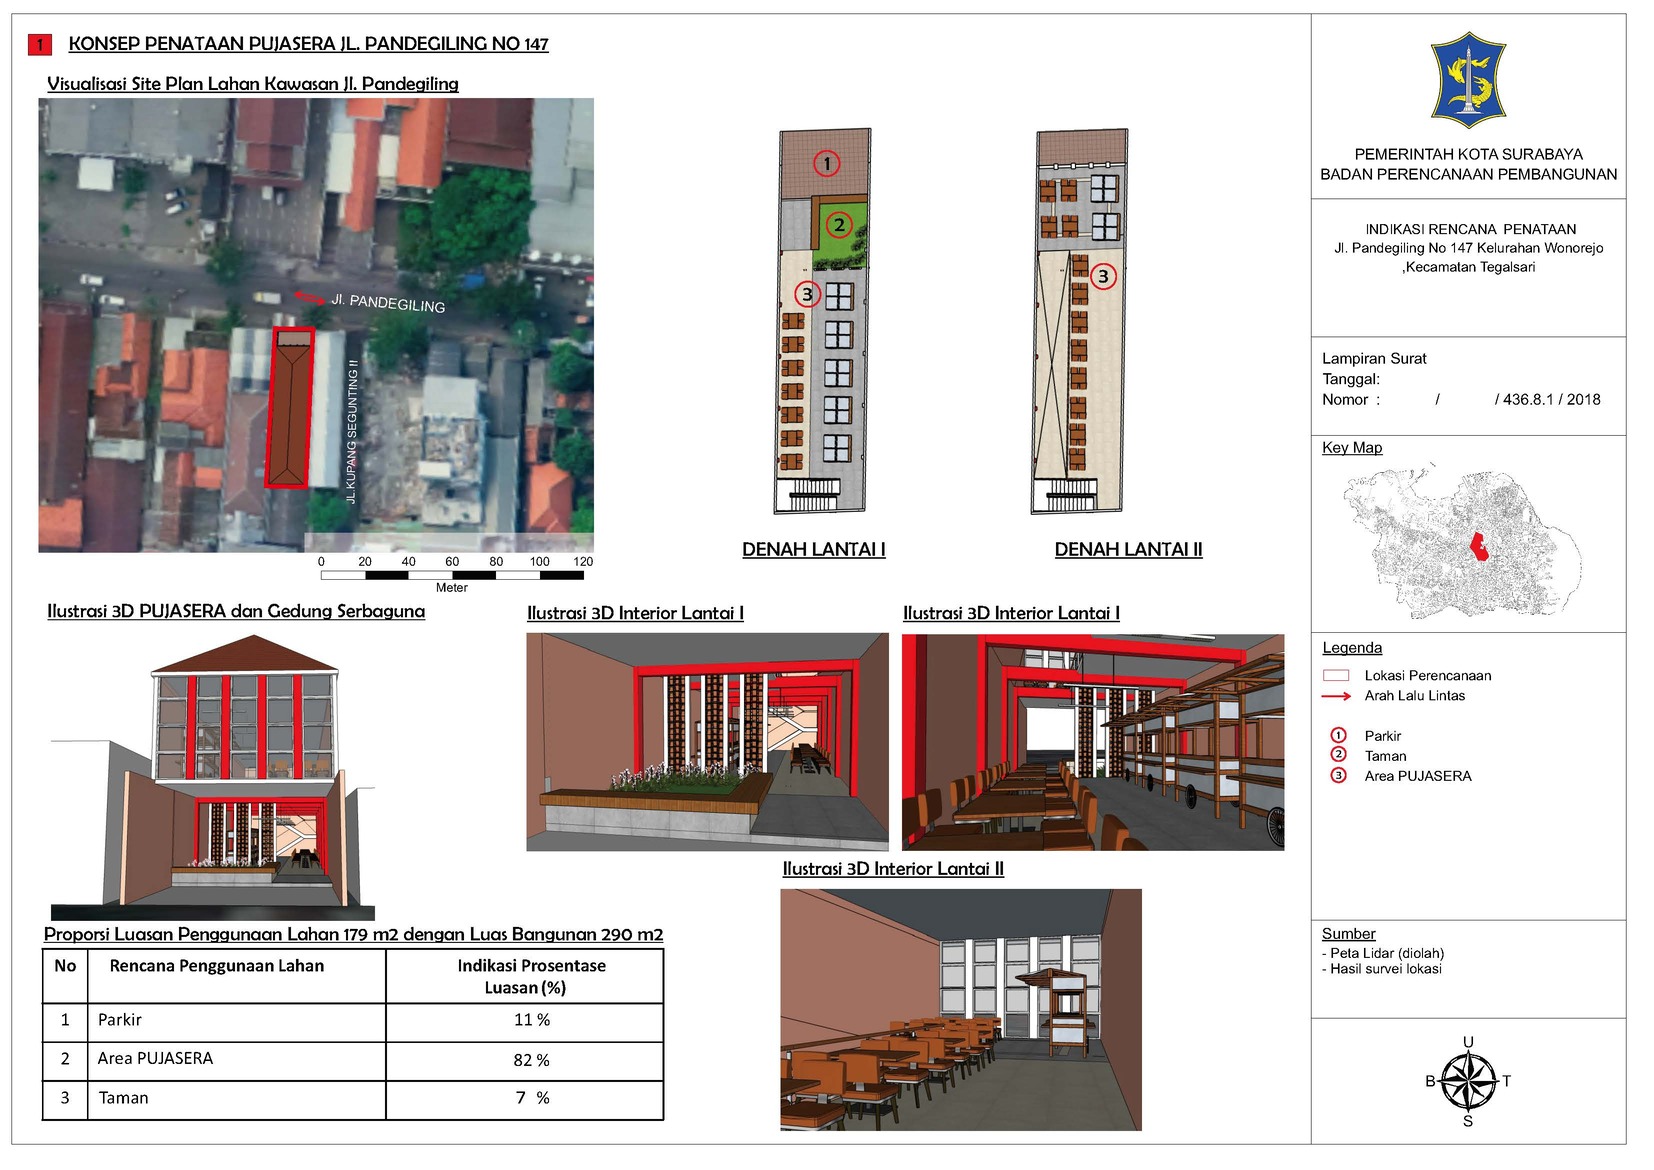 1 KONSEP PENATAAN PUJASERA JL. PANDEGILING NO 147
Visualisasi Site Plan Lahan Kawasan Jl. Pandegiling
Jl. PANDEGILING
JL.KUPANG SEGUNTING II
0 20 40 60 80 100 120
Meter
1
2
3
DENAH LANTAI I
3
DENAH LANTAI II
Ilustrasi 3D PUJASERA dan Gedung Serbaguna
Ilustrasi 3D Interior Lantai I
Ilustrasi 3D Interior Lantai I
Ilustrasi 3D Interior Lantai II
Proporsi Luasan Penggunaan Lahan 179 m2 dengan Luas Bangunan 290 m2
No Rencana Penggunaan Lahan Indikasi Prosentase
Luasan (%)
1 Parkir 11 %
2 Area PUJASERA 82 %
3 Taman 7 %
PEMERINTAH KOTA SURABAYA
BADAN PERENCANAAN PEMBANGUNAN
INDIKASI RENCANA PENATAAN
Jl. Pandegiling No 147 Kelurahan Wonorejo
,Kecamatan Tegalsari
Lampiran Surat
Tanggal:
Nomor : / / 436.8.1 / 2018
Key Map
Legenda
Lokasi Perencanaan
Arah Lalu Lintas
1 Parkir
2 Taman
3 Area PUJASERA
Sumber
- Peta Lidar (diolah)
- Hasil survei lokasi
U
B T
S